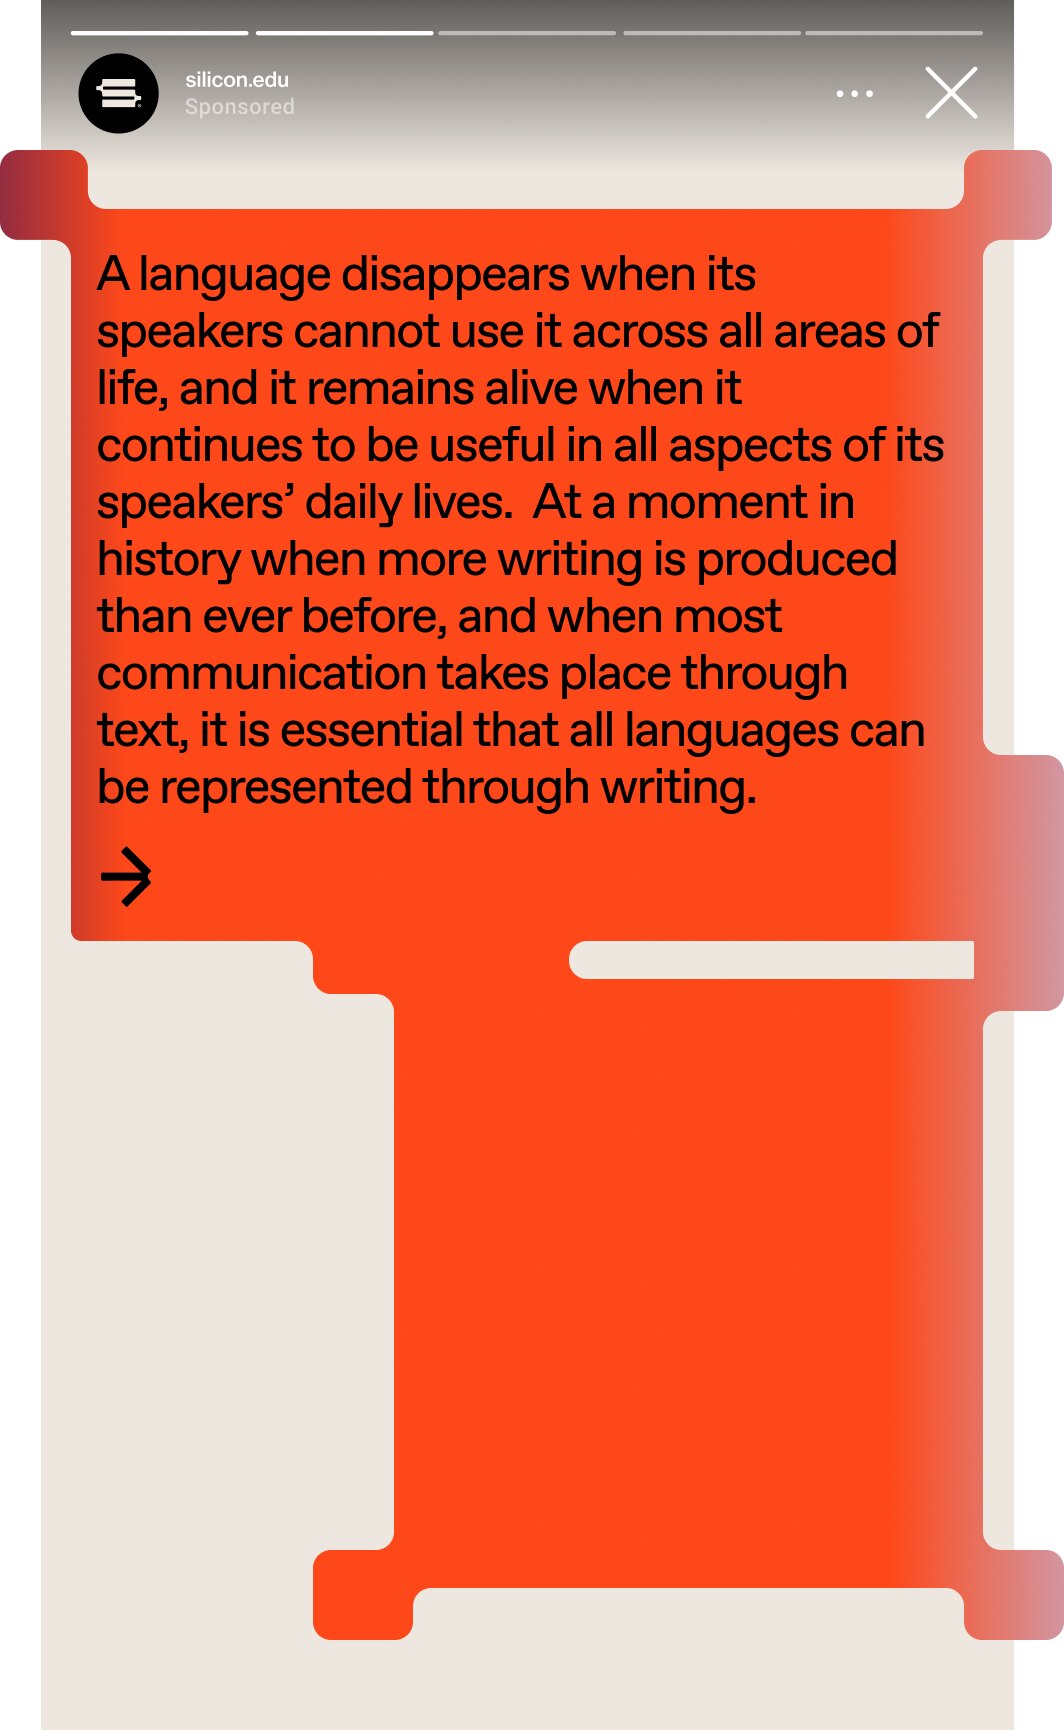 silicon.edu
Sponsored
A language disappears when its
speakers cannot use it across all areas of
life, and it remains alive when it
continues to be useful in all aspects of its
speakers’ daily lives.  At a moment in
history when more writing is produced
than ever before, and when most
communication takes place through
text, it is essential that all languages can
be represented through writing.